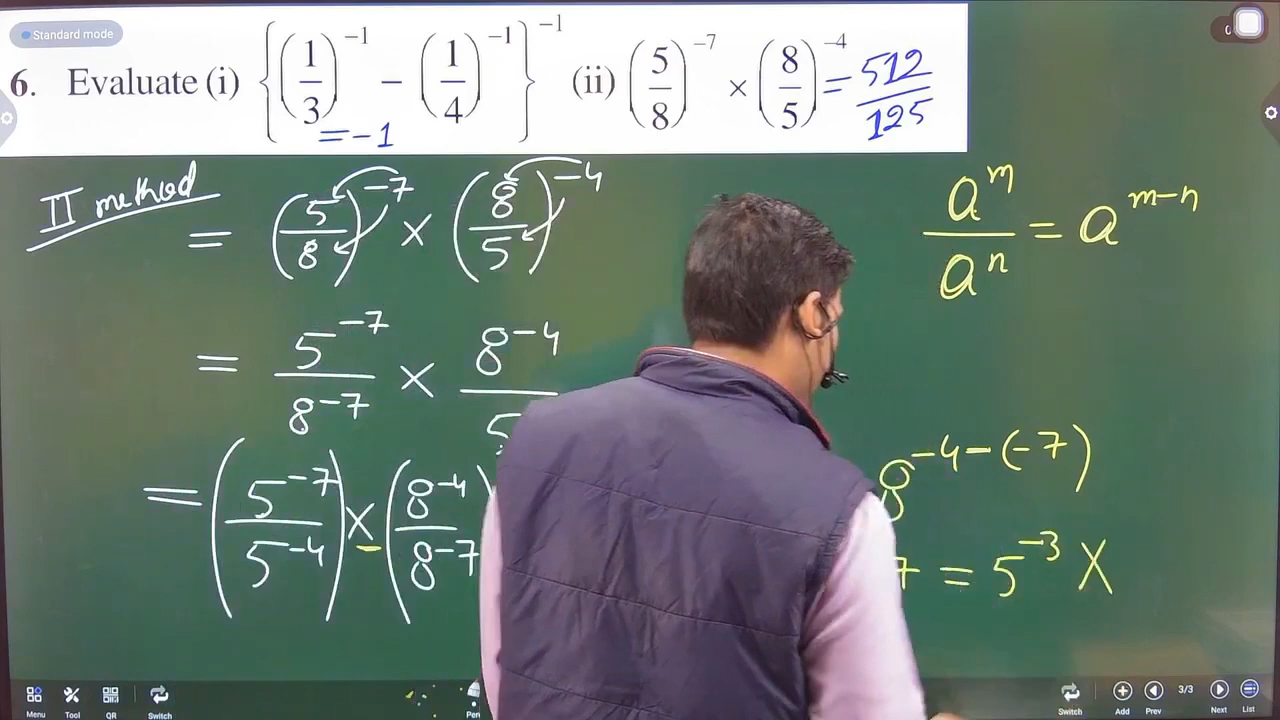 Standard mode
6. Evaluate (i) {(1/3)^-1 − (1/4)^-1}^-1 (ii) (5/8)^-7 × (8/5)^-4 = 512/125
= -1
II method
= (5/8)^-7 × (8/5)^-4
a^m/a^n = a^m-n
= 5^-7/8^-7 × 8^-4/5
= (5^-7/5^-4) × (8^-4/8^-7)
8^-4-(-7)
7 = 5^-3 ×
Menu Tool QR Switch Pen Switch Add Prev 3/3 Next List